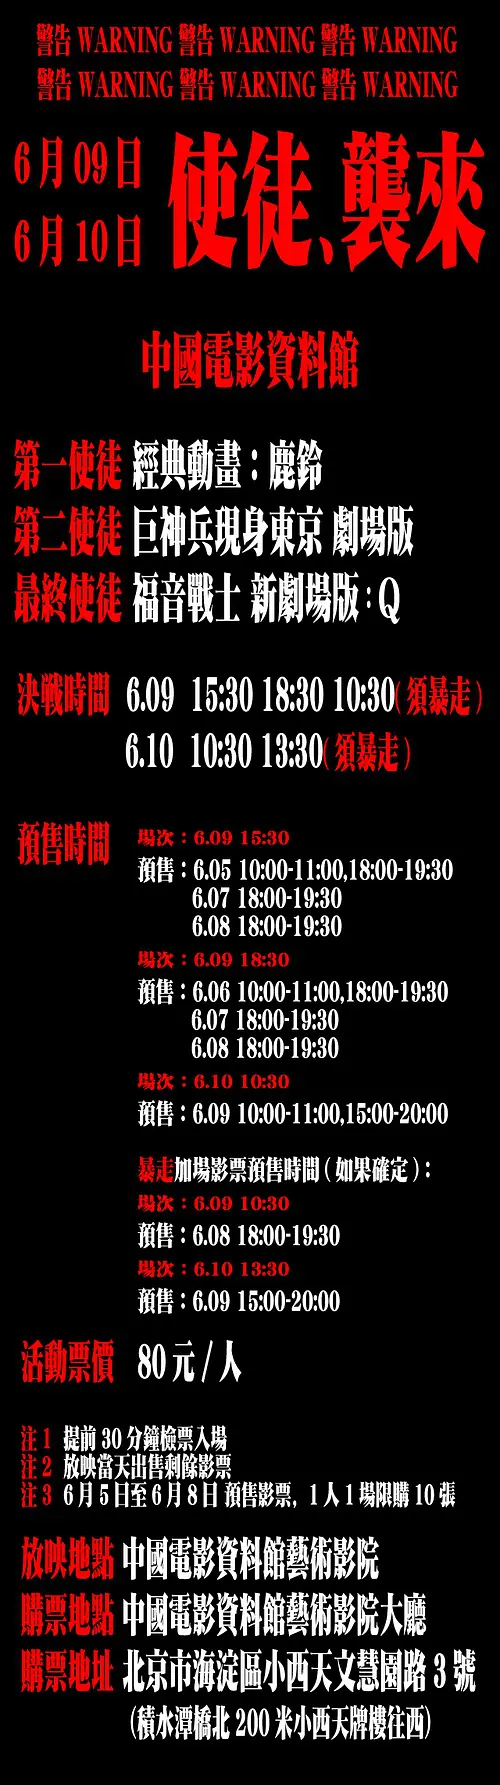 警告 WARNING 警告 WARNING 警告 WARNING
警告 WARNING 警告 WARNING 警告 WARNING
6月09日
6月10日
使徒、襲來
中國電影資料館
第一使徒 經典動畫：鹿鈴
第二使徒 巨神兵現身東京 劇場版
最終使徒 福音戰士 新劇場版：Q
決戰時間 6.09 15:30 18:30 10:30(須暴走)
6.10 10:30 13:30(須暴走)
預售時間
場次：6.09 15:30
預售：6.05 10:00-11:00,18:00-19:30
6.07 18:00-19:30
6.08 18:00-19:30
場次：6.09 18:30
預售：6.06 10:00-11:00,18:00-19:30
6.07 18:00-19:30
6.08 18:00-19:30
場次：6.10 10:30
預售：6.09 10:00-11:00,15:00-20:00
暴走加場影票預售時間(如果確定)：
場次：6.09 10:30
預售：6.08 18:00-19:30
場次：6.10 13:30
預售：6.09 15:00-20:00
活動票價 80元/人
注1 提前30分鐘檢票入場
注2 放映當天出售剩餘影票
注3 6月5日至6月8日 預售影票，1人1場限購10張
放映地點 中國電影資料館藝術影院
購票地點 中國電影資料館藝術影院大廳
購票地址 北京市海淀區小西天文慧園路3號
(積水潭橋北200米小西天牌樓往西)